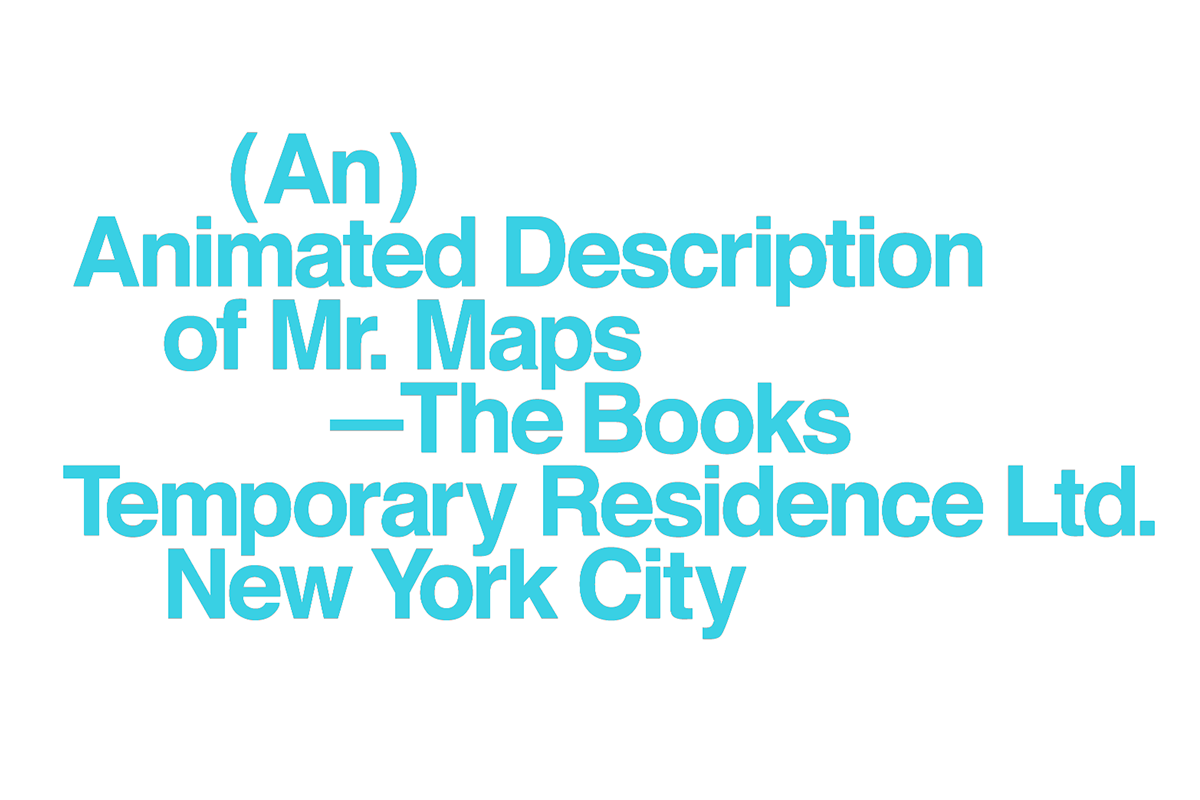 (An)
Animated Description
of Mr. Maps
—The Books
Temporary Residence Ltd.
New York City